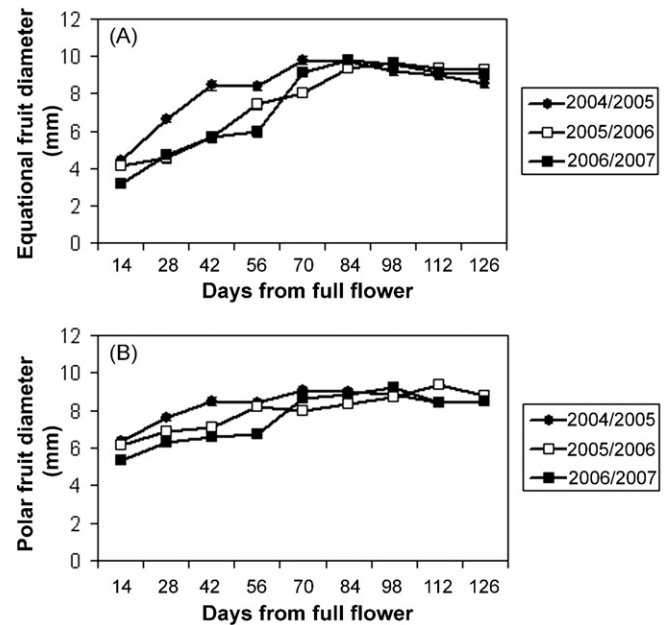 (A)
12
10
8
6
4
2
0
Equational fruit diameter
(mm)
14 28 42 56 70 84 98 112 126
Days from full flower
2004/2005
2005/2006
2006/2007
(B)
12
10
8
6
4
2
0
Polar fruit diameter
(mm)
14 28 42 56 70 84 98 112 126
Days from full flower
2004/2005
2005/2006
2006/2007